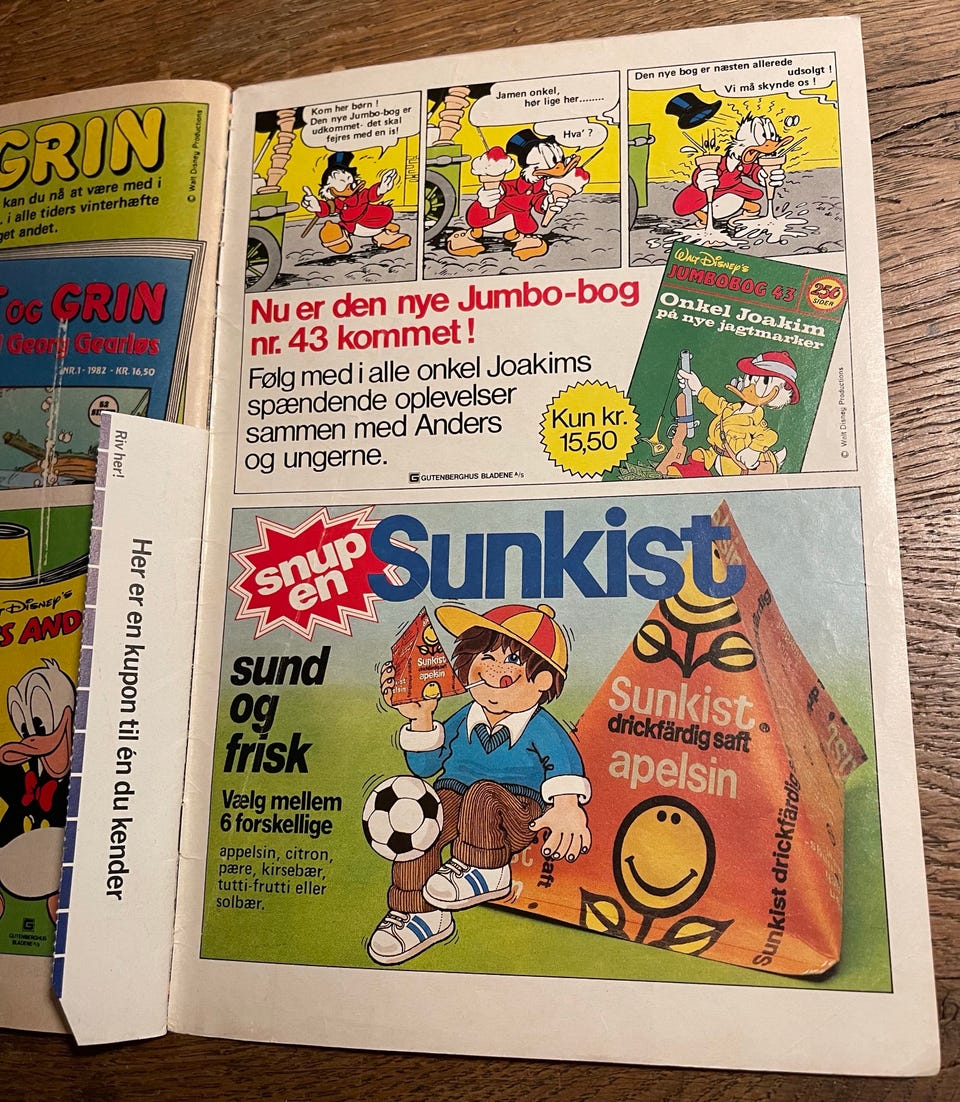 GRIN
kan du nå at være med i
i alle tiders vinterhæfte
get andet.
© Walt Disney Productions
OG GRIN
Georg Gearløs
NR. 1 - 1982 - KR. 16,50
52
DISNEY'S
S AND
GUTENBERGHUS
BLADENE A/S
Riv her!
Her er en kupon til én du kender
Kom her børn !
Den nye Jumbo-bog er
udkommet- det skal
fejres med en is!
Jamen onkel,
hør lige her........
Hva' ?
Den nye bog er næsten allerede
udsolgt !
Vi må skynde os !
Nu er den nye Jumbo-bog
nr. 43 kommet !
Følg med i alle onkel Joakims
spændende oplevelser
sammen med Anders
og ungerne.
Kun kr.
15,50
GUTENBERGHUS BLADENE A/S
WALT DISNEY'S
JUMBOBOG 43
250
SIDER
Onkel Joakim
på nye jagtmarker
© Walt Disney Productions
snup
en
Sunkist
sund
og
frisk
Vælg mellem
6 forskellige
appelsin, citron,
pære, kirsebær,
tutti-frutti eller
solbær.
Sunkist
apelsin
Sunkist®
drickfärdig saft
apelsin
saft
Sunkist drickfärdig